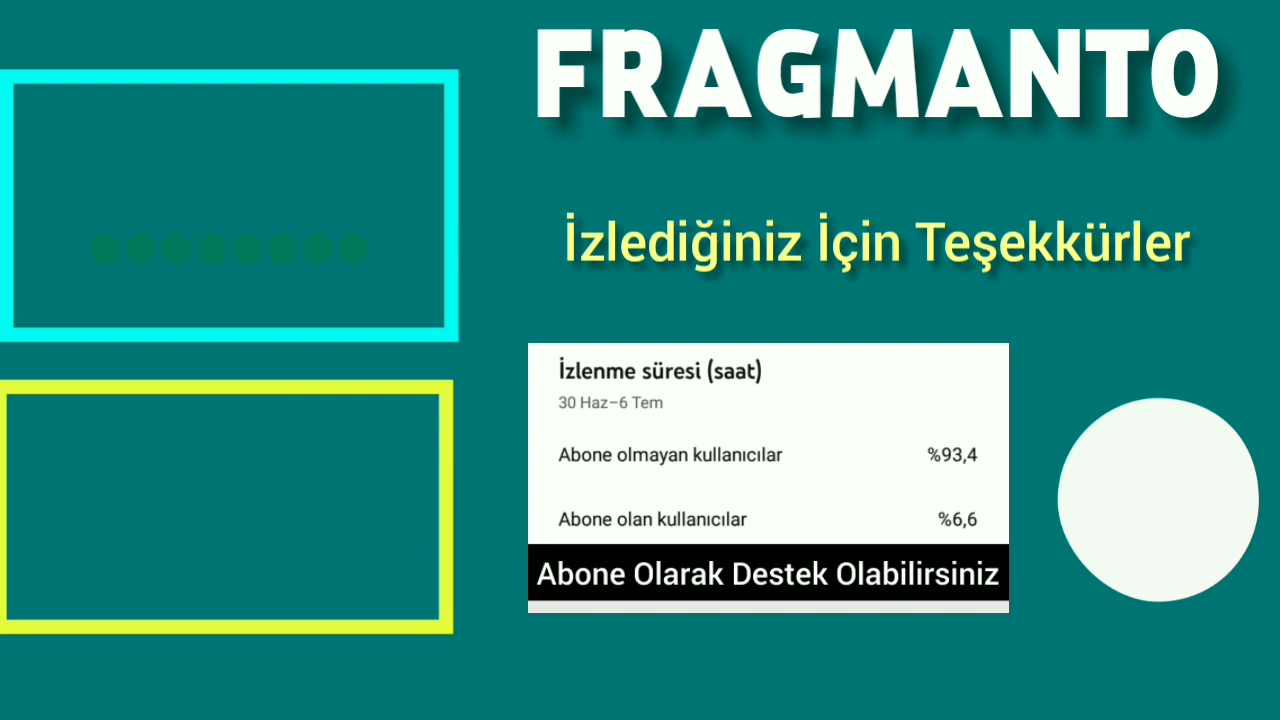 FRAGMANTO
İzlediğiniz İçin Teşekkürler
İzlenme süresi (saat)
30 Haz–6 Tem
Abone olmayan kullanıcılar %93,4
Abone olan kullanıcılar %6,6
Abone Olarak Destek Olabilirsiniz